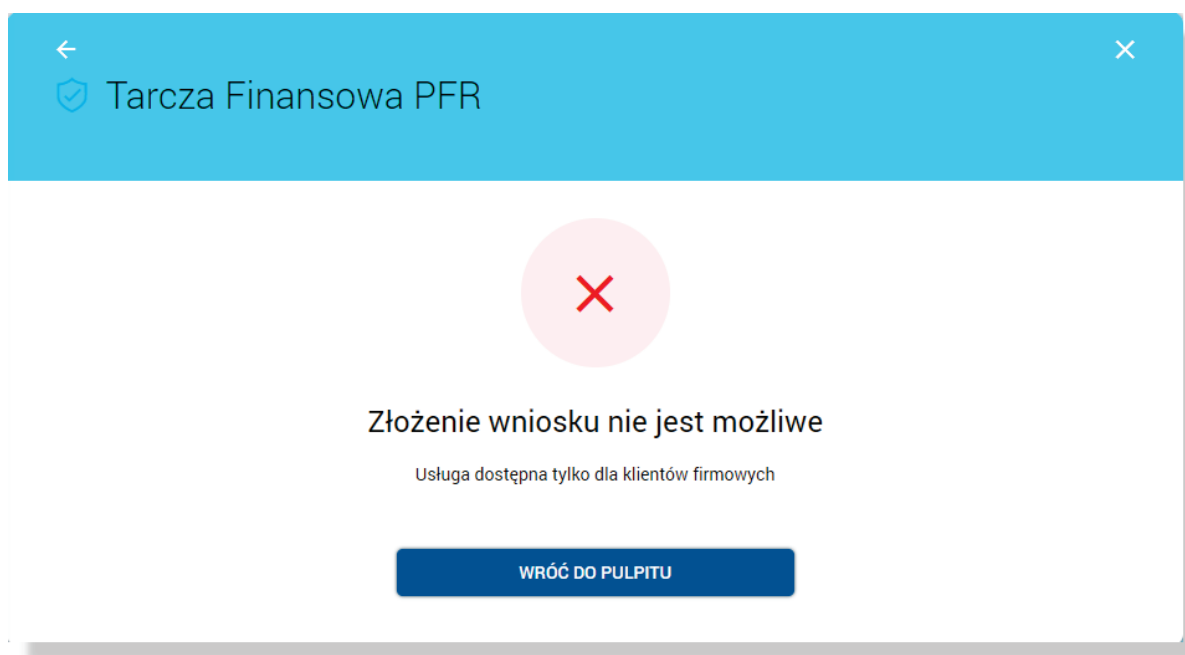 Tarcza Finansowa PFR
Złożenie wniosku nie jest możliwe
Usługa dostępna tylko dla klientów firmowych
WRÓĆ DO PULPITU